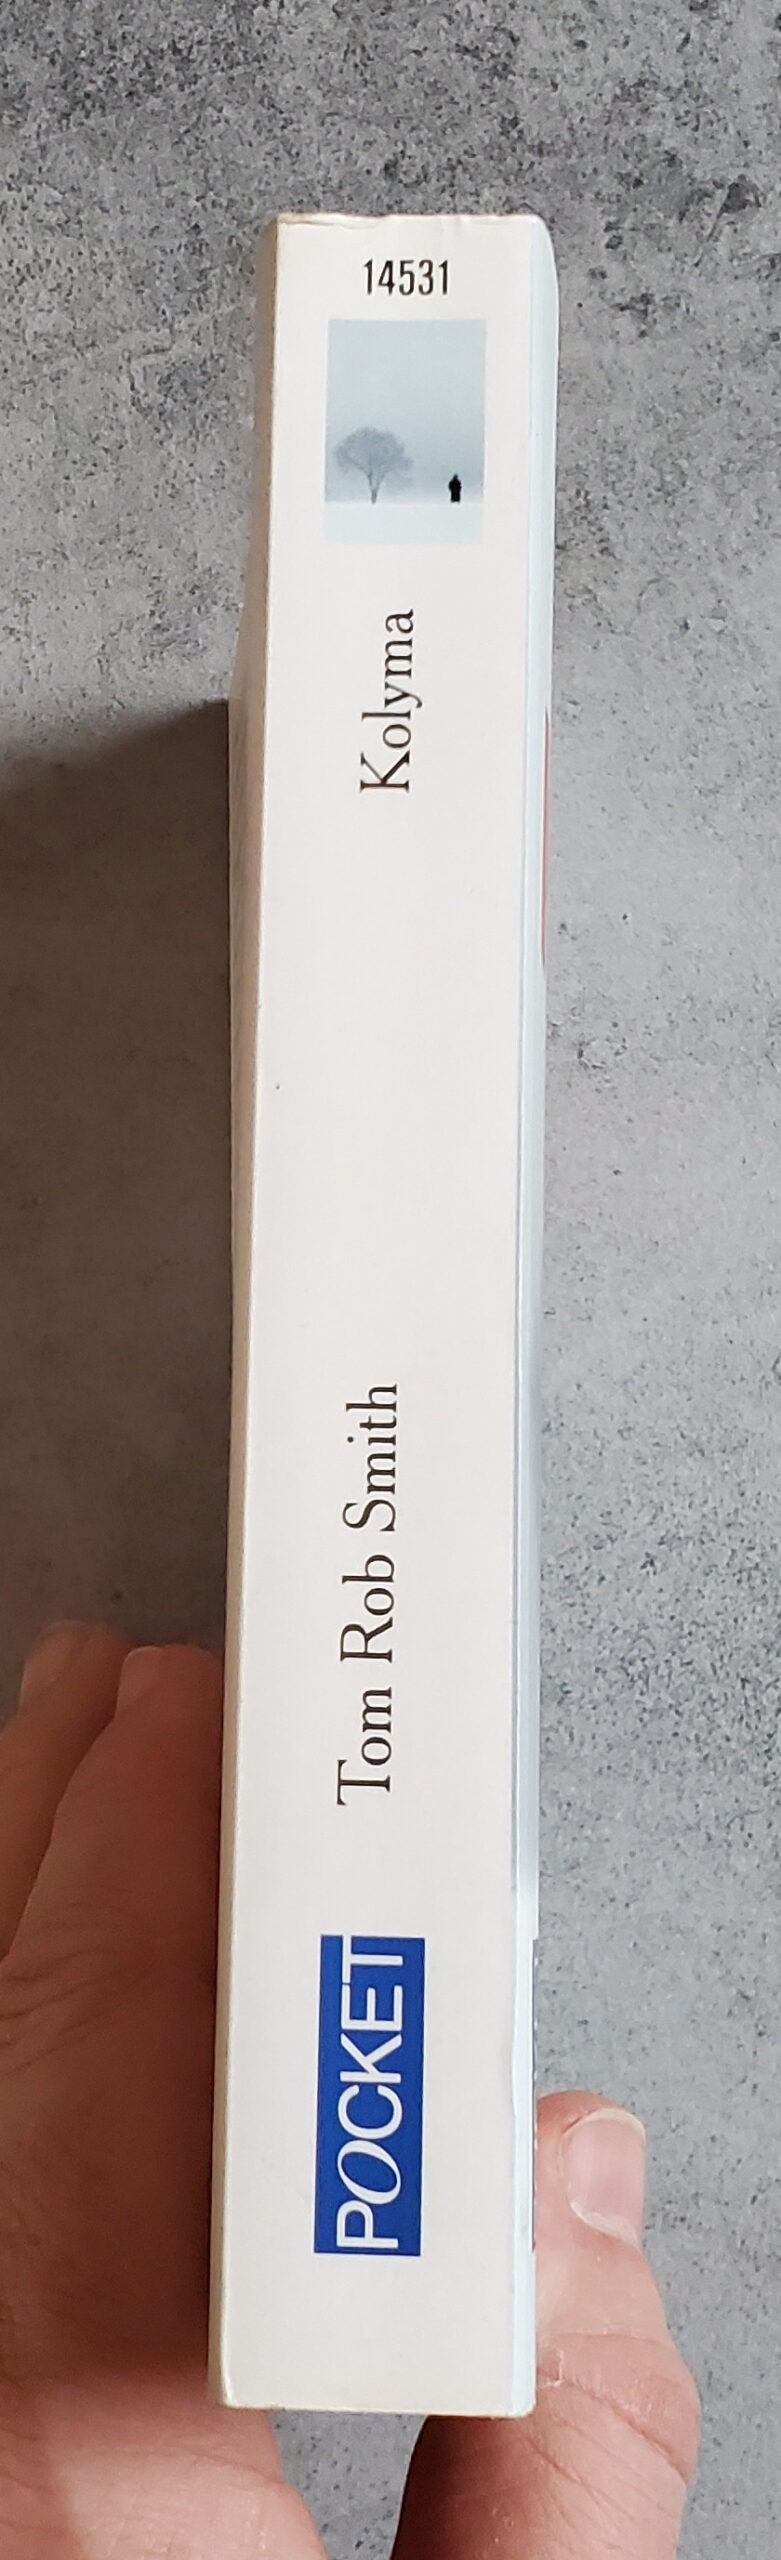 14531
Kolyma
Tom Rob Smith
POCKET